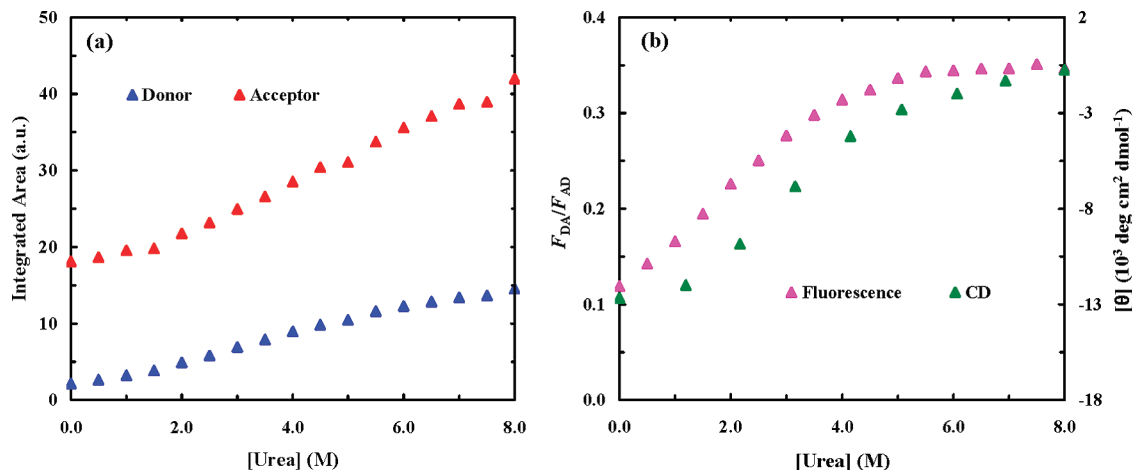 (a)
Donor
Acceptor
Integrated Area (a.u.)
50
40
30
20
10
0
0.0 2.0 4.0 6.0 8.0
[Urea] (M)
(b)
Fluorescence
CD
F_DA/F_AD
0.4
0.3
0.2
0.1
0.0
0.0 2.0 4.0 6.0 8.0
[Urea] (M)
2
-3
-8
-13
-18
[θ] (10³ deg cm² dmol⁻¹)